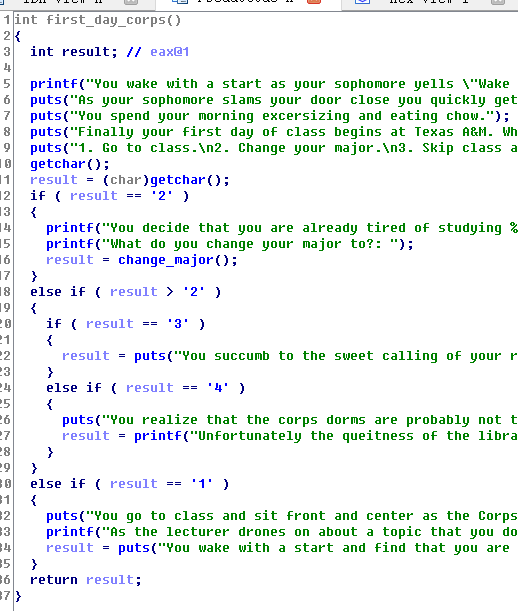 1 int first_day_corps()
2 {
3 int result; // eax@1
4
5 printf("You wake with a start as your sophomore yells \"Wake
6 puts("As your sophomore slams your door close you quickly get
7 puts("You spend your morning excersizing and eating chow.");
8 puts("Finally your first day of class begins at Texas A&M. Wh
9 puts("1. Go to class.\n2. Change your major.\n3. Skip class a
10 getchar();
11 result = (char)getchar();
12 if ( result == '2' )
13 {
14 printf("You decide that you are already tired of studying %
15 printf("What do you change your major to?: ");
16 result = change_major();
17 }
18 else if ( result > '2' )
19 {
20 if ( result == '3' )
21 {
22 result = puts("You succumb to the sweet calling of your r
23 }
24 else if ( result == '4' )
25 {
26 puts("You realize that the corps dorms are probably not t
27 result = printf("Unfortunately the queitness of the libra
28 }
29 }
30 else if ( result == '1' )
31 {
32 puts("You go to class and sit front and center as the Corps
33 printf("As the lecturer drones on about a topic that you do
34 result = puts("You wake with a start and find that you are
35 }
36 return result;
37 }